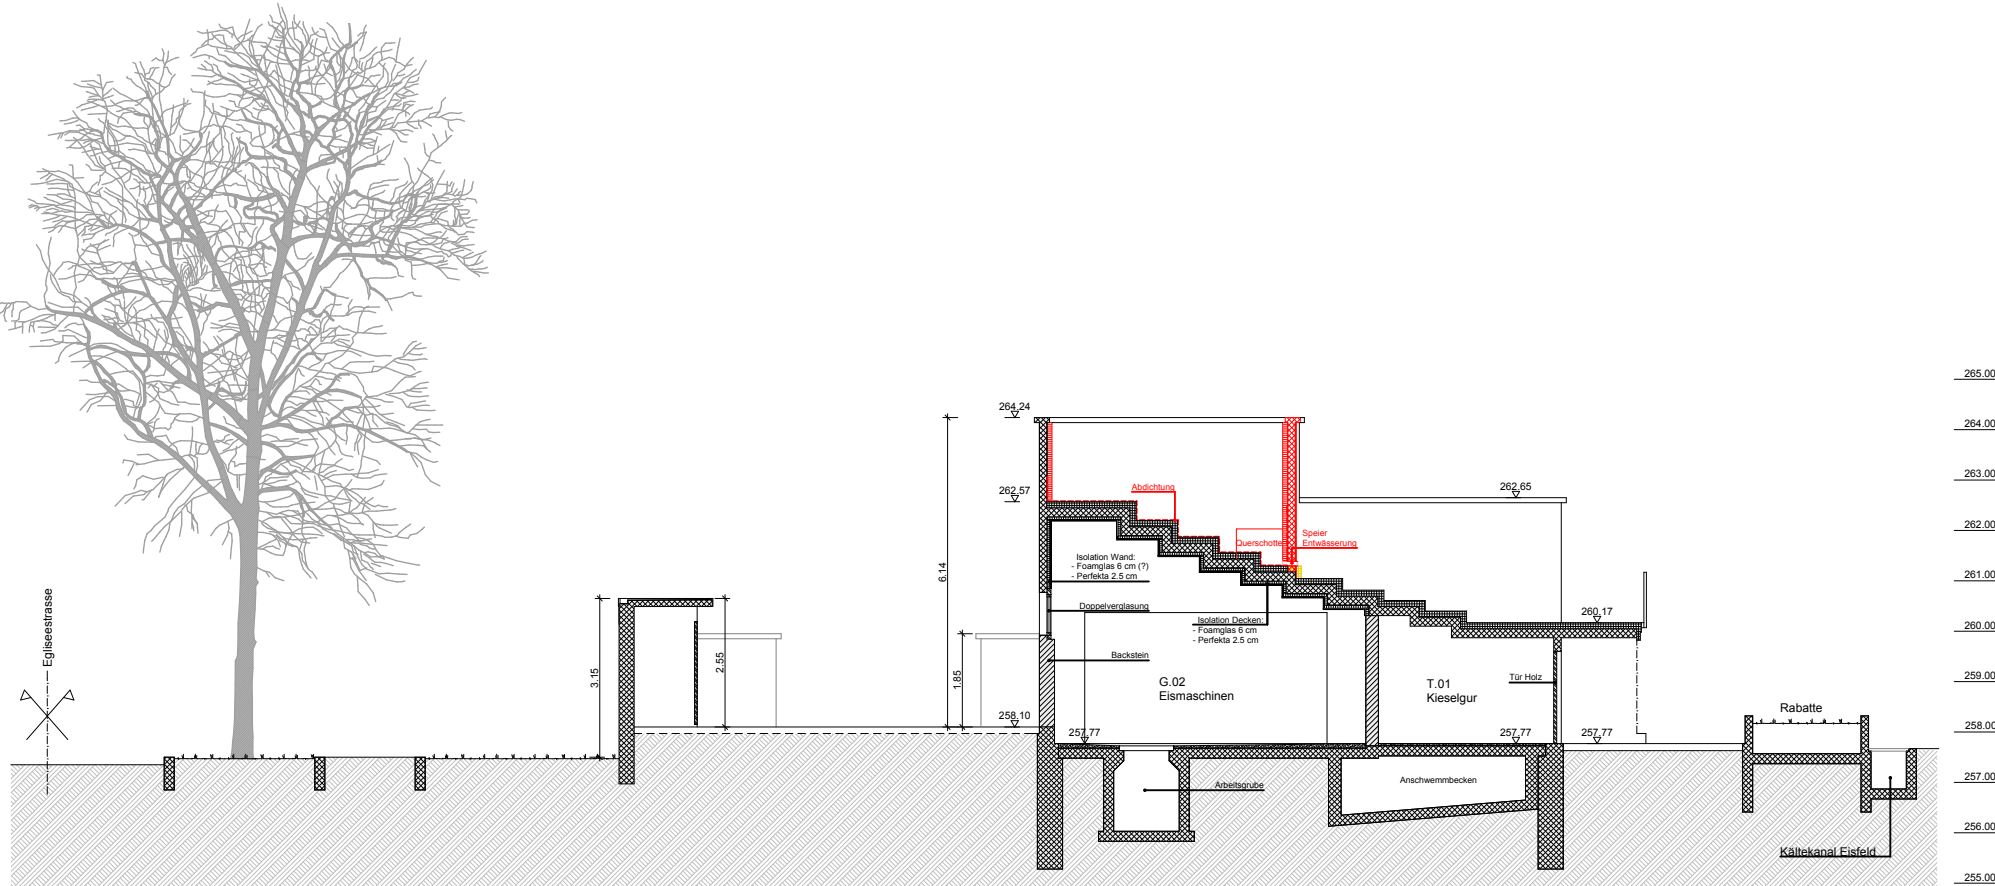 265.00
264.24
264.00
263.00
262.57
Abdichtung
262.65
262.00
Querschotte
Speier
Entwässerung
Isolation Wand:
- Foamglas 6 cm (?)
- Perfekta 2.5 cm
6.14
261.00
Egliseestrasse
Doppelverglasung
Isolation Decken:
- Foamglas 6 cm
- Perfekta 2.5 cm
260.17
260.00
3.15
2.55
1.85
Backstein
G.02
Eismaschinen
T.01
Kieselgur
Tür Holz
259.00
Rabatte
258.10
258.00
257.77
257.77
257.77
257.00
Arbeitsgrube
Anschwemmbecken
256.00
Kältekanal Eisfeld
255.00